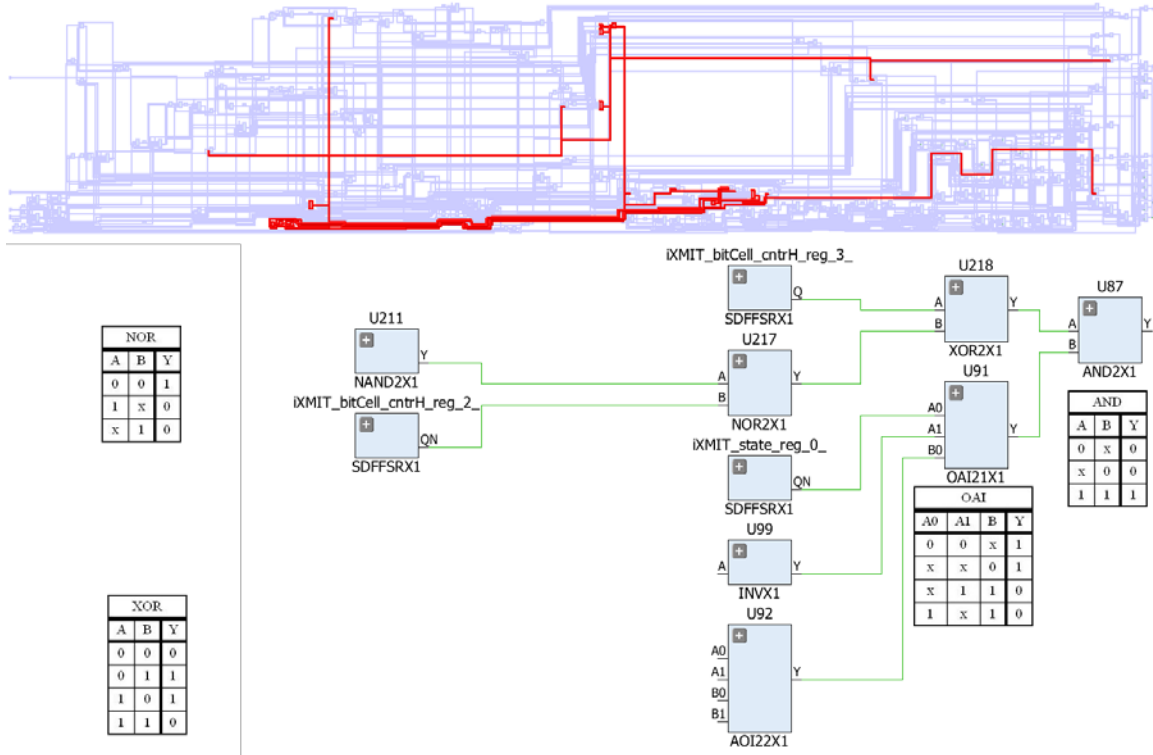 iXMIT_bitCell_cntrH_reg_3_
Q
SDFFSRX1
U218
A
B
Y
XOR2X1
U87
A
B
Y
AND2X1
U211
Y
NAND2X1
U217
A
B
Y
NOR2X1
iXMIT_bitCell_cntrH_reg_2_
QN
SDFFSRX1
U91
A0
A1
B0
Y
OAI21X1
iXMIT_state_reg_0_
QN
SDFFSRX1
U99
A
Y
INVX1
U92
A0
A1
B0
B1
Y
AOI22X1
NOR
A B Y
0 0 1
1 x 0
x 1 0
AND
A B Y
0 x 0
x 0 0
1 1 1
OAI
A0 A1 B Y
0 0 x 1
x x 0 1
x 1 1 0
1 x 1 0
XOR
A B Y
0 0 0
0 1 1
1 0 1
1 1 0